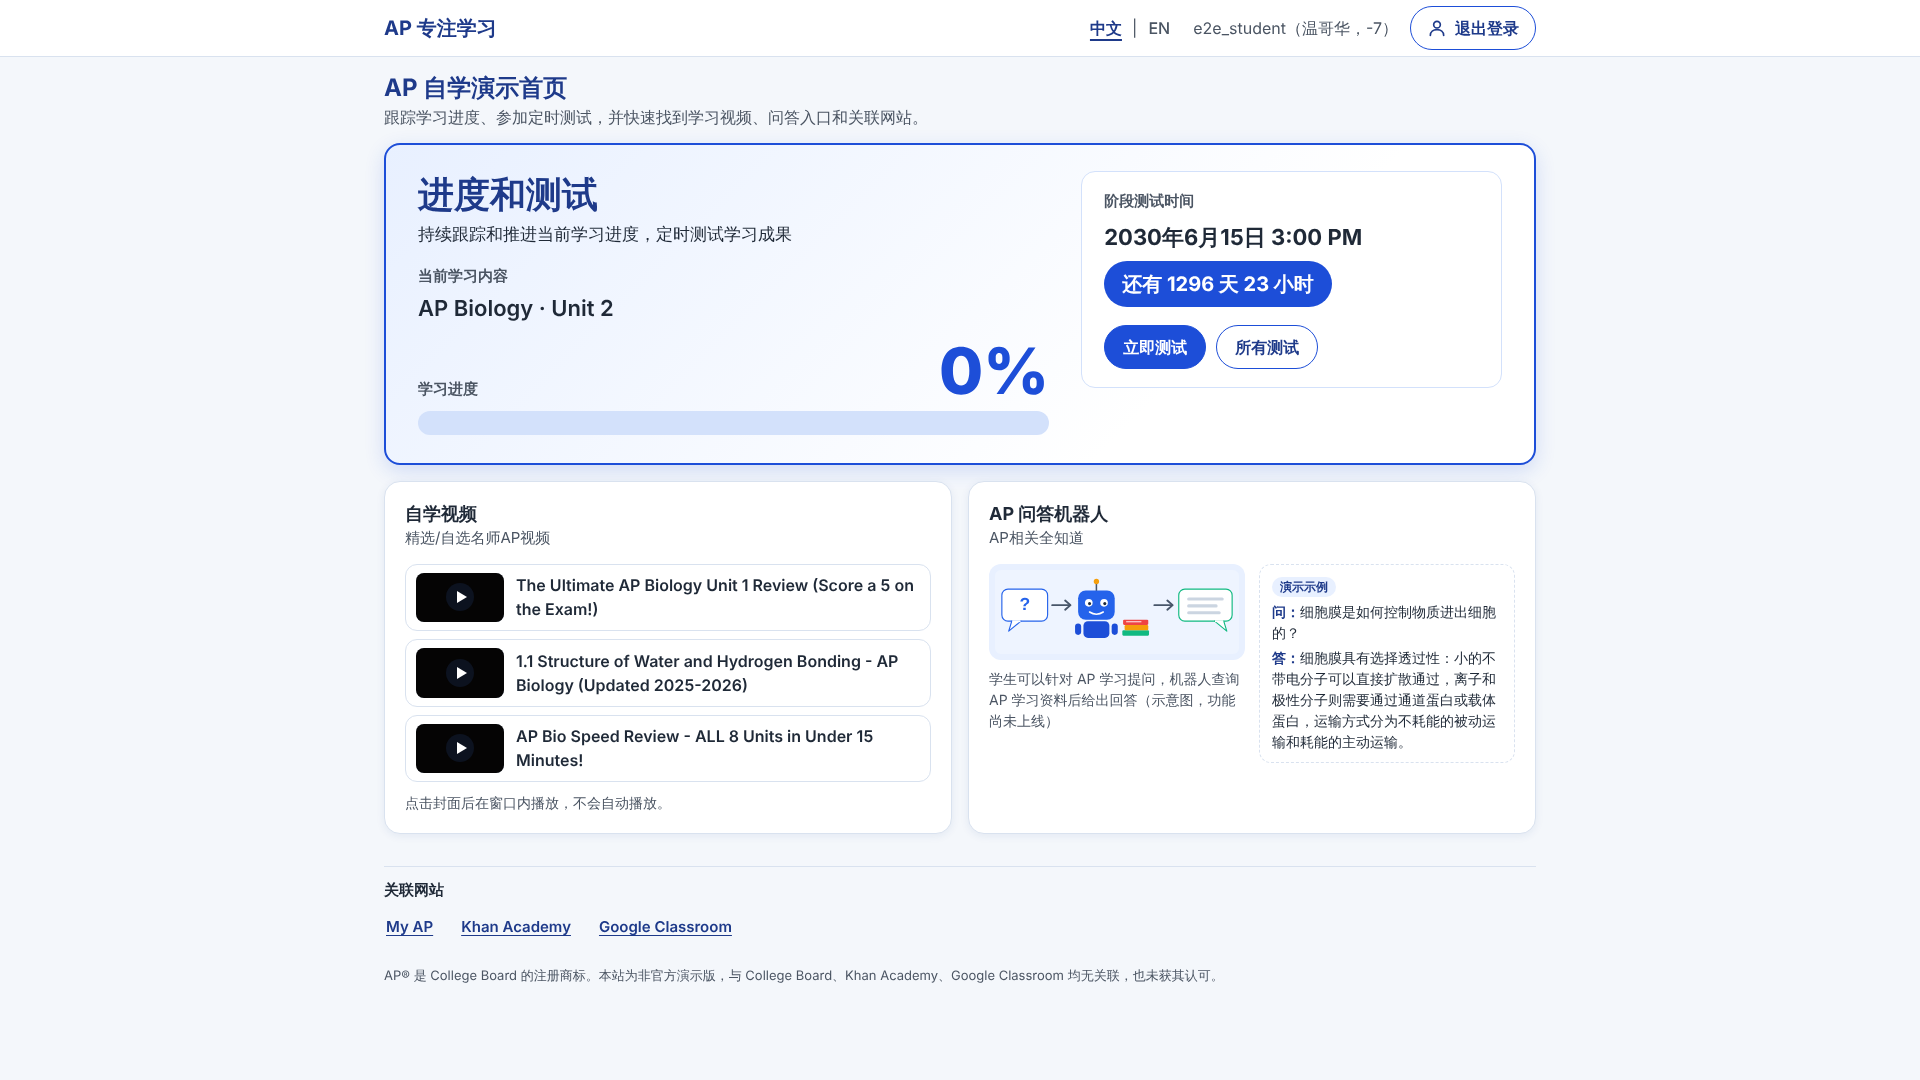 AP 专注学习
中文 | EN e2e_student（温哥华，-7） 退出登录
AP 自学演示首页
跟踪学习进度、参加定时测试，并快速找到学习视频、问答入口和关联网站。
进度和测试
持续跟踪和推进当前学习进度，定时测试学习成果
当前学习内容
AP Biology · Unit 2
学习进度
0%
阶段测试时间
2030年6月15日 3:00 PM
还有 1296 天 23 小时
立即测试 所有测试
自学视频
精选/自选名师AP视频
The Ultimate AP Biology Unit 1 Review (Score a 5 on
the Exam!)
1.1 Structure of Water and Hydrogen Bonding - AP
Biology (Updated 2025-2026)
AP Bio Speed Review - ALL 8 Units in Under 15
Minutes!
点击封面后在窗口内播放，不会自动播放。
AP 问答机器人
AP相关全知道
?
学生可以针对 AP 学习提问，机器人查询
AP 学习资料后给出回答（示意图，功能
尚未上线）
演示示例
问：细胞膜是如何控制物质进出细胞
的？
答：细胞膜具有选择透过性：小的不
带电分子可以直接扩散通过，离子和
极性分子则需要通过通道蛋白或载体
蛋白，运输方式分为不耗能的被动运
输和耗能的主动运输。
关联网站
My AP Khan Academy Google Classroom
AP® 是 College Board 的注册商标。本站为非官方演示版，与 College Board、Khan Academy、Google Classroom 均无关联，也未获其认可。